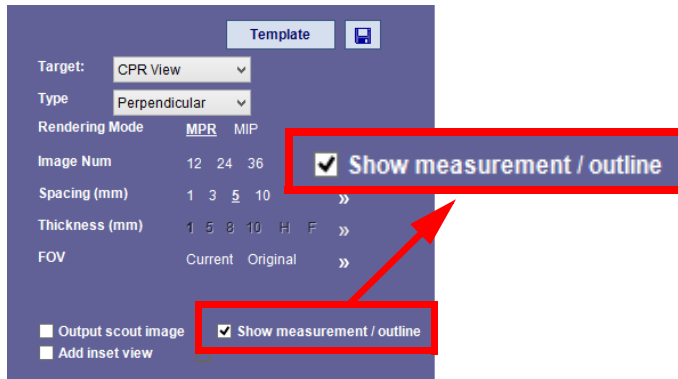 Template
Target: CPR View
Type Perpendicular
Rendering Mode MPR MIP
Image Num 12 24 36
Show measurement / outline
Spacing (mm) 1 3 5 10 »
Thickness (mm) 1 5 8 10 H F »
FOV Current Original »
Output scout image Show measurement / outline
Add inset view